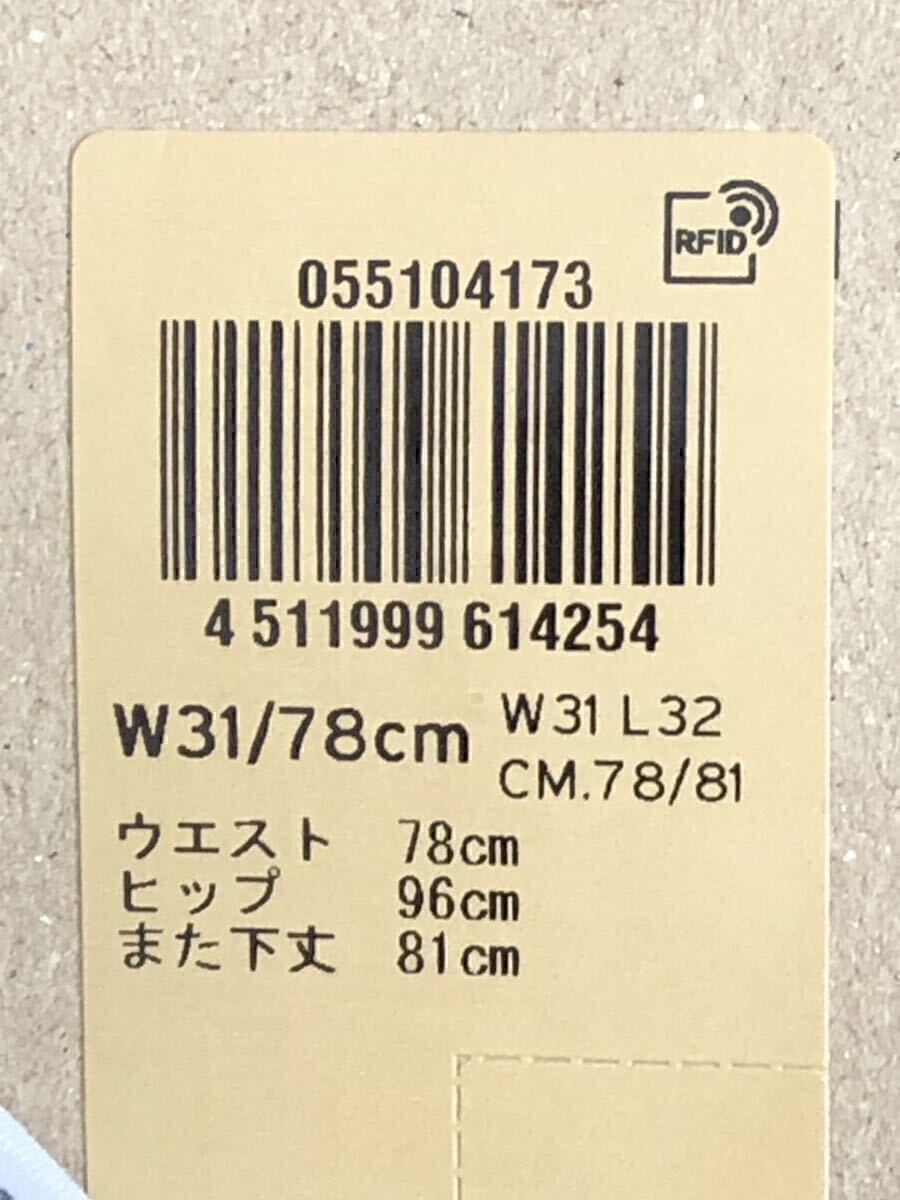 RFID
055104173
4 511999 614254
W31/78cm
W31 L32
CM.78/81
ウエスト 78cm
ヒップ 96cm
また下丈 81cm